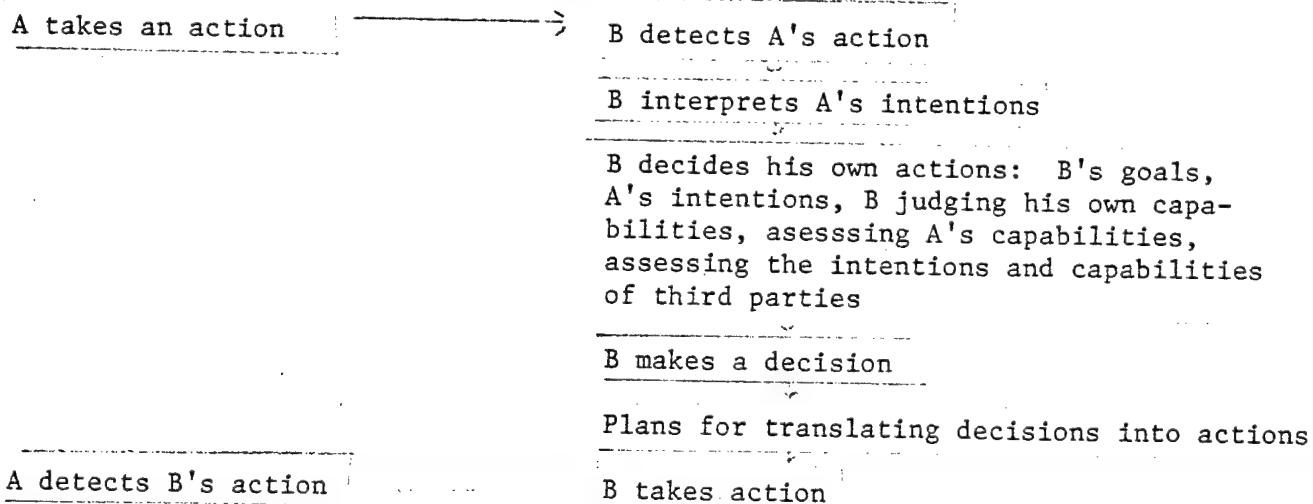 A takes an action
B detects A's action
B interprets A's intentions
B decides his own actions: B's goals,
A's intentions, B judging his own capa-
bilities, asesssing A's capabilities,
assessing the intentions and capabilities
of third parties
B makes a decision
Plans for translating decisions into actions
A detects B's action
B takes action